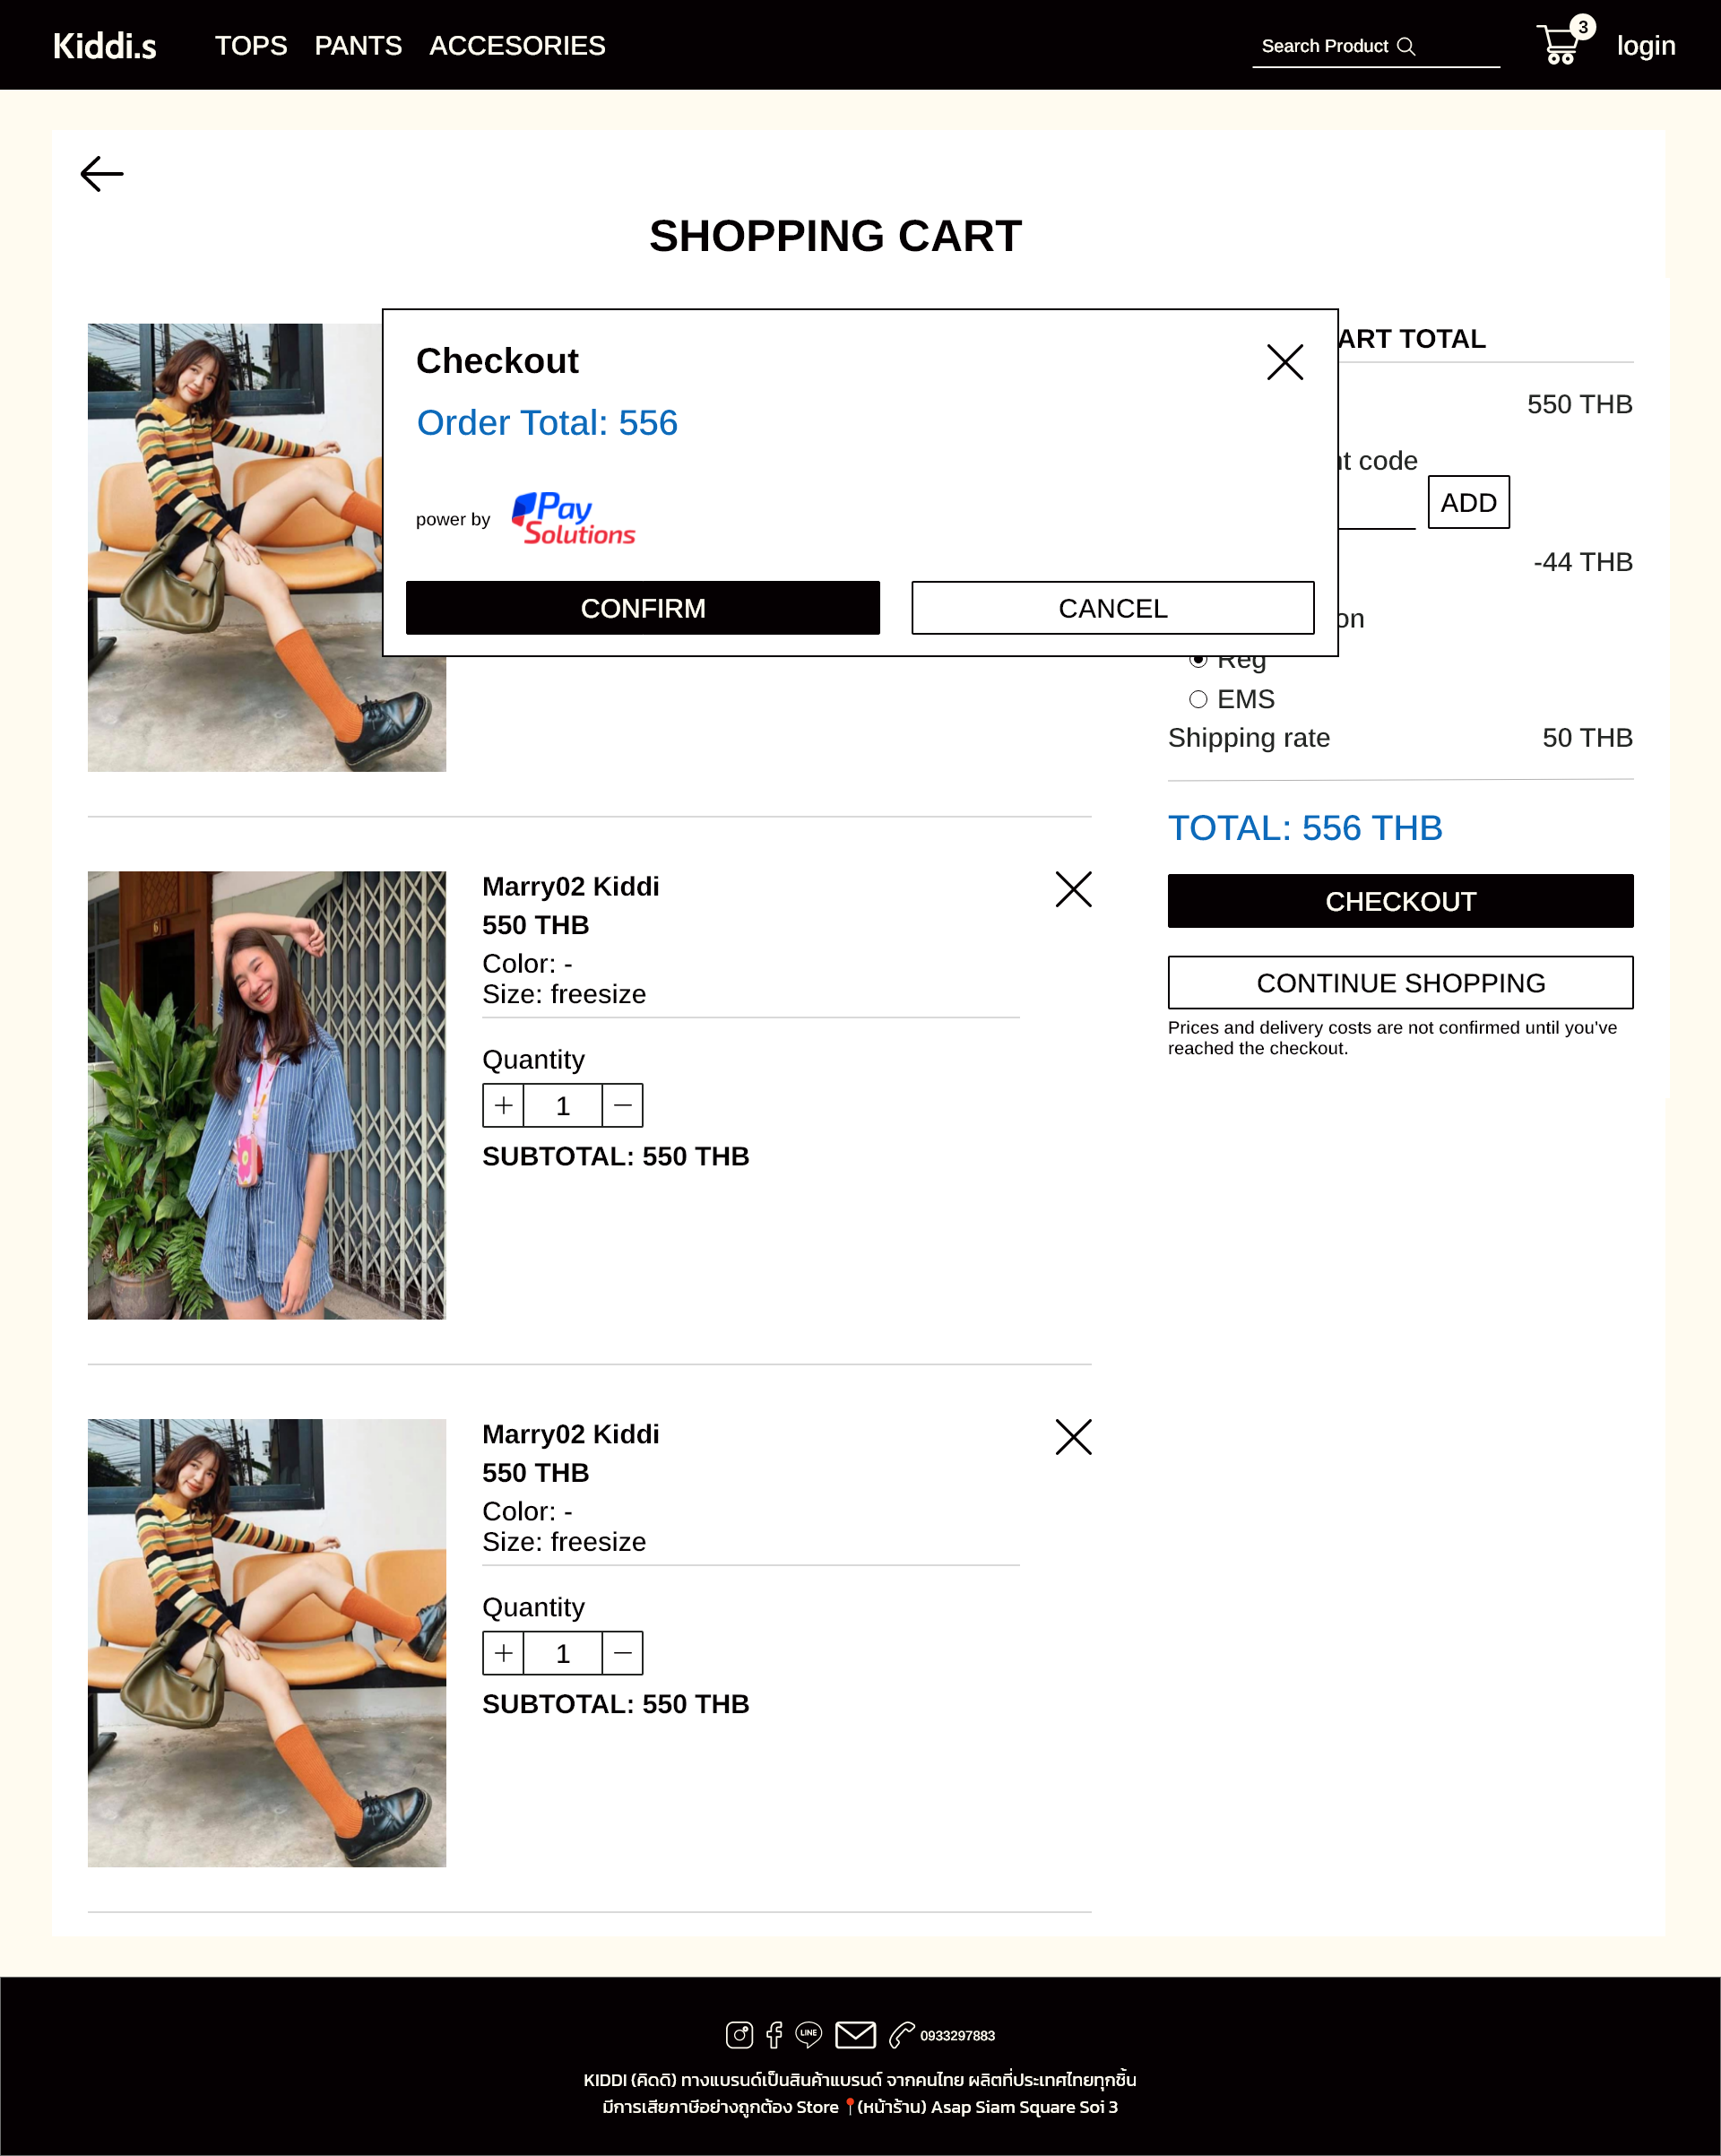 Kiddi.s TOPS PANTS ACCESORIES Search Product 3 login
SHOPPING CART
Checkout
Order Total: 556
power by Pay Solutions
CONFIRM CANCEL
ART TOTAL
550 THB
nt code
ADD
-44 THB
on
Reg
EMS
Shipping rate 50 THB
TOTAL: 556 THB
CHECKOUT
CONTINUE SHOPPING
Prices and delivery costs are not confirmed until you've
reached the checkout.
Marry02 Kiddi
550 THB
Color: -
Size: freesize
Quantity
+ 1 −
SUBTOTAL: 550 THB
Marry02 Kiddi
550 THB
Color: -
Size: freesize
Quantity
+ 1 −
SUBTOTAL: 550 THB
LINE 0933297883
KIDDI (คิดดิ) ทางแบรนด์เป็นสินค้าแบรนด์ จากคนไทย ผลิตที่ประเทศไทยทุกชิ้น
มีการเสียภาษีอย่างถูกต้อง Store 📍(หน้าร้าน) Asap Siam Square Soi 3